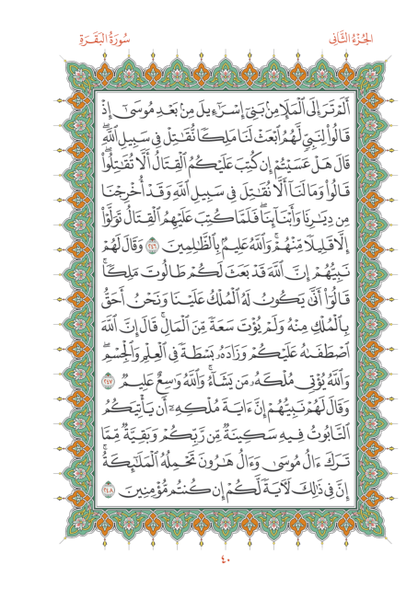 الجُزْءُ الثَّانِي سُورَةُ البَقَرَةِ
أَلَمْ تَرَ إِلَى ٱلْمَلَإِ مِنۢ بَنِىٓ إِسْرَٰٓءِيلَ مِنۢ بَعْدِ مُوسَىٰٓ إِذْ
قَالُوا۟ لِنَبِىٍّ لَّهُمُ ٱبْعَثْ لَنَا مَلِكًا نُّقَٰتِلْ فِى سَبِيلِ ٱللَّهِ ۖ
قَالَ هَلْ عَسَيْتُمْ إِن كُتِبَ عَلَيْكُمُ ٱلْقِتَالُ أَلَّا تُقَٰتِلُوا۟ ۖ
قَالُوا۟ وَمَا لَنَآ أَلَّا نُقَٰتِلَ فِى سَبِيلِ ٱللَّهِ وَقَدْ أُخْرِجْنَا
مِن دِيَٰرِنَا وَأَبْنَآئِنَا ۖ فَلَمَّا كُتِبَ عَلَيْهِمُ ٱلْقِتَالُ تَوَلَّوْا۟
إِلَّا قَلِيلًا مِّنْهُمْ ۗ وَٱللَّهُ عَلِيمٌۢ بِٱلظَّٰلِمِينَ ٢٤٦ وَقَالَ لَهُمْ
نَبِيُّهُمْ إِنَّ ٱللَّهَ قَدْ بَعَثَ لَكُمْ طَالُوتَ مَلِكًا ۚ
قَالُوٓا۟ أَنَّىٰ يَكُونُ لَهُ ٱلْمُلْكُ عَلَيْنَا وَنَحْنُ أَحَقُّ
بِٱلْمُلْكِ مِنْهُ وَلَمْ يُؤْتَ سَعَةً مِّنَ ٱلْمَالِ ۚ قَالَ إِنَّ ٱللَّهَ
ٱصْطَفَىٰهُ عَلَيْكُمْ وَزَادَهُۥ بَسْطَةً فِى ٱلْعِلْمِ وَٱلْجِسْمِ ۖ
وَٱللَّهُ يُؤْتِى مُلْكَهُۥ مَن يَشَآءُ ۚ وَٱللَّهُ وَٰسِعٌ عَلِيمٌ ٢٤٧
وَقَالَ لَهُمْ نَبِيُّهُمْ إِنَّ ءَايَةَ مُلْكِهِۦٓ أَن يَأْتِيَكُمُ
ٱلتَّابُوتُ فِيهِ سَكِينَةٌ مِّن رَّبِّكُمْ وَبَقِيَّةٌ مِّمَّا
تَرَكَ ءَالُ مُوسَىٰ وَءَالُ هَٰرُونَ تَحْمِلُهُ ٱلْمَلَٰٓئِكَةُ ۚ
إِنَّ فِى ذَٰلِكَ لَءَايَةً لَّكُمْ إِن كُنتُم مُّؤْمِنِينَ ٢٤٨
٤٠